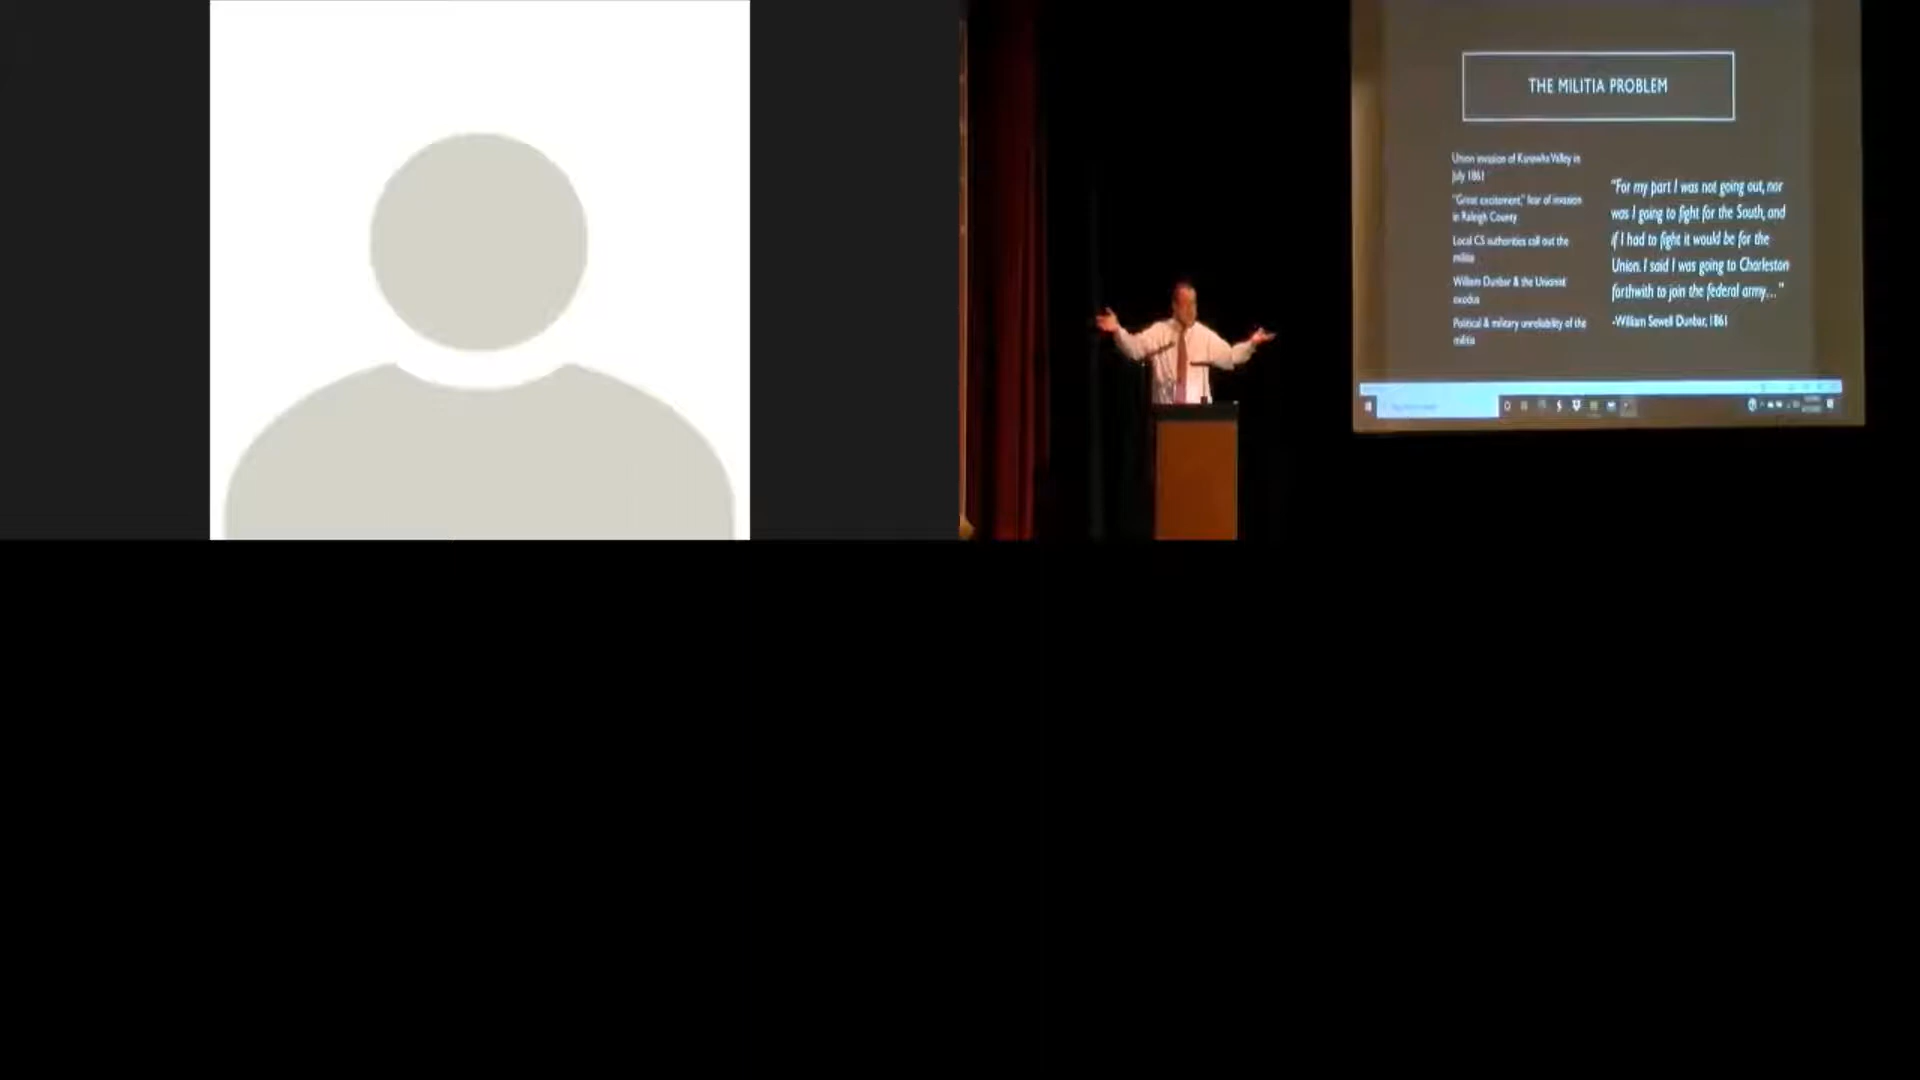 THE MILITIA PROBLEM
Union invasion of Kanawha Valley in
July 1861
"Great excitement," fear of invasion
in Raleigh County
Local CS authorities call out the
militia
William Dunbar & the Unionist
exodus
Political & military unreliability of the
militia
"For my part I was not going out, nor
was I going to fight for the South, and
if I had to fight it would be for the
Union. I said I was going to Charleston
forthwith to join the federal army..."
-William Sewell Dunbar, 1861